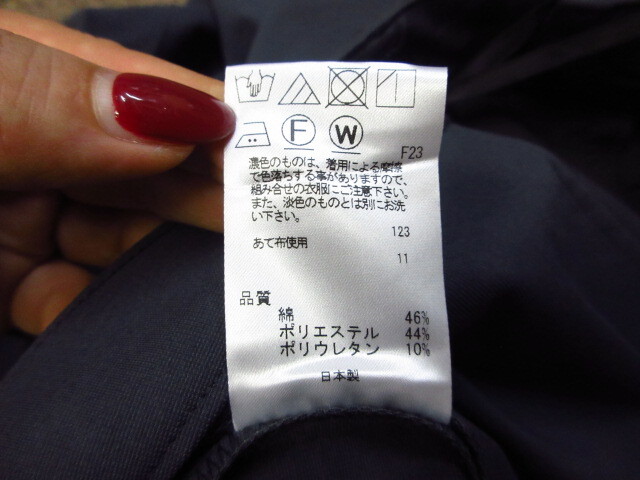 F W F23
濃色のものは、着用による摩擦
で色落ちする事がありますので、
組み合せの衣服にご注意下さい。
また、淡色のものとは別にお洗
い下さい。
123
あて布使用
11
品質
綿 46%
ポリエステル 44%
ポリウレタン 10%
日本製